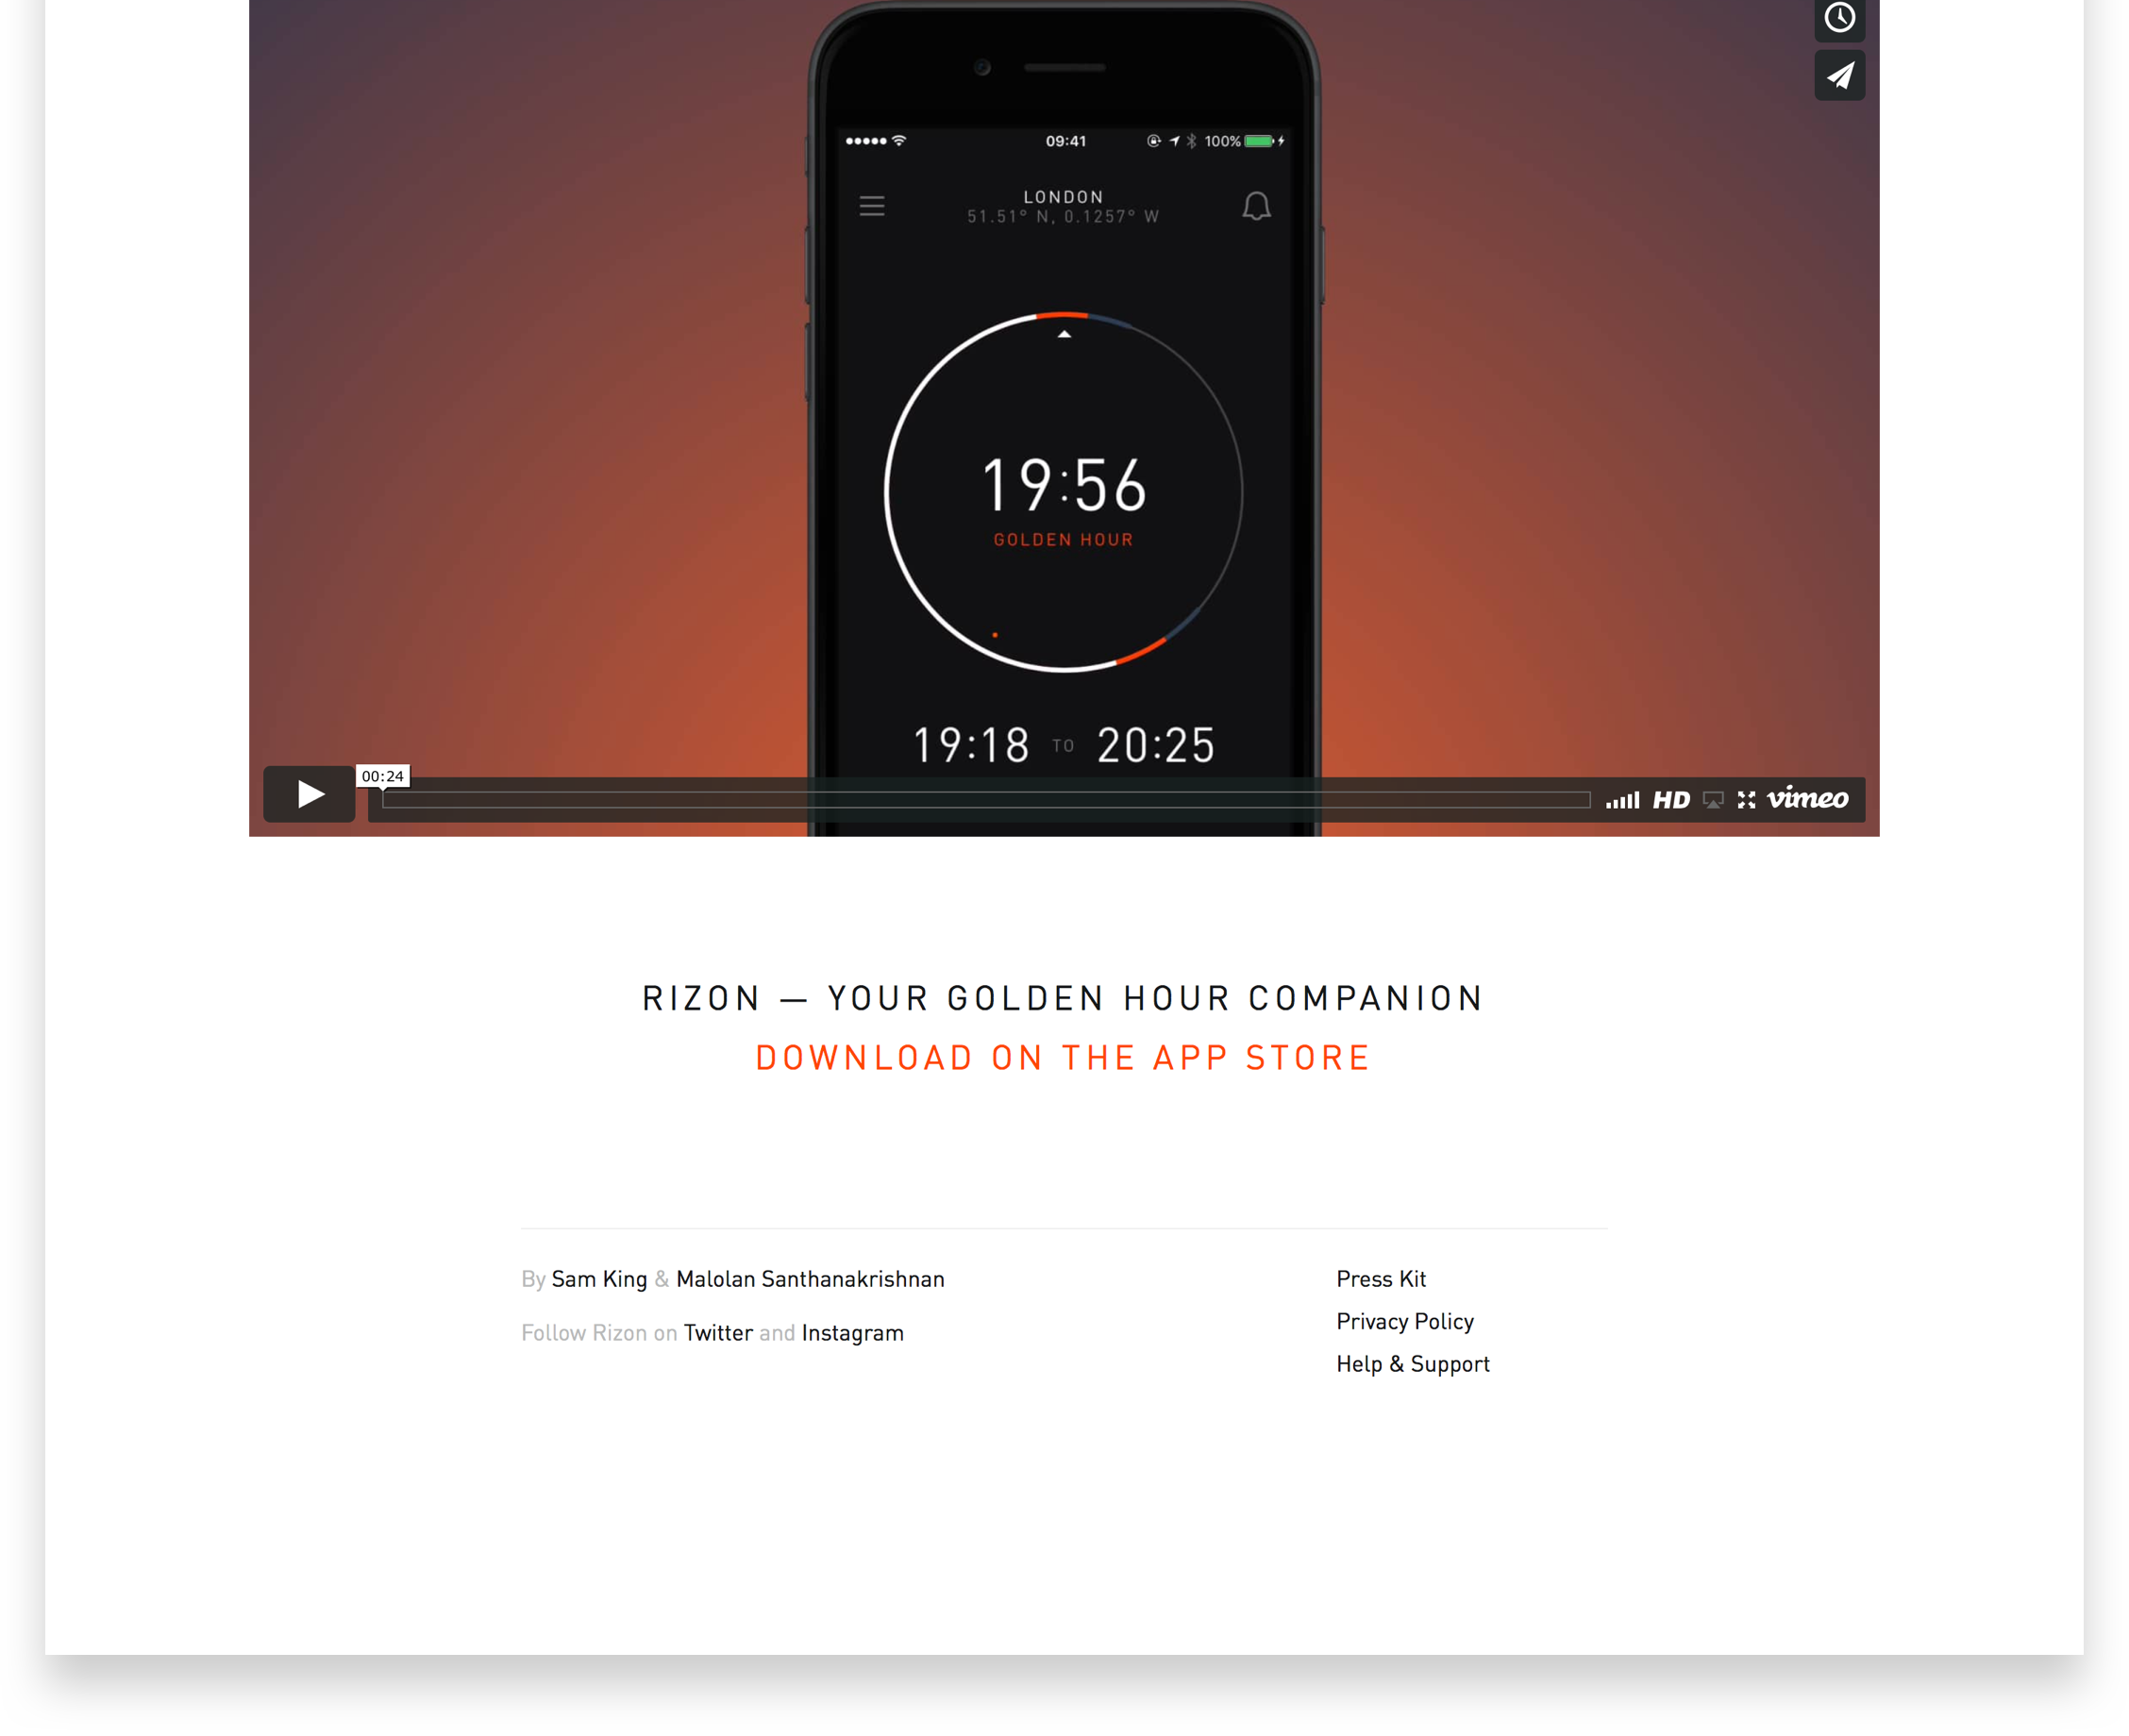 09:41
100%
LONDON
51.51° N, 0.1257° W
19:56
GOLDEN HOUR
19:18 TO 20:25
00:24
HD vimeo
RIZON — YOUR GOLDEN HOUR COMPANION
DOWNLOAD ON THE APP STORE
By Sam King & Malolan Santhanakrishnan
Follow Rizon on Twitter and Instagram
Press Kit
Privacy Policy
Help & Support